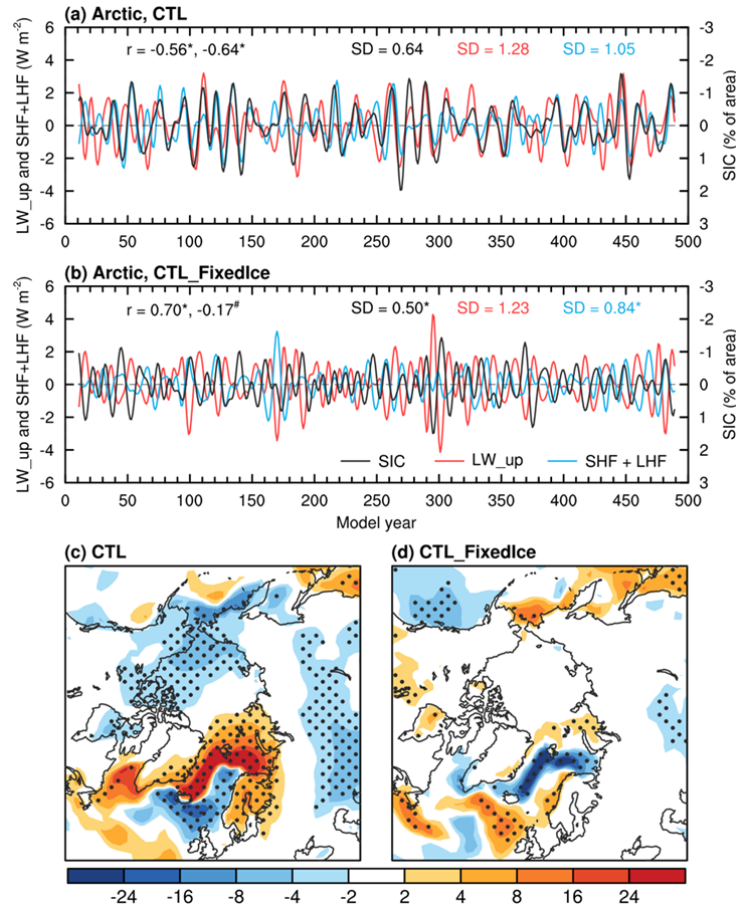 (a) Arctic, CTL
r = -0.56*, -0.64* SD = 0.64 SD = 1.28 SD = 1.05
LW_up and SHF+LHF (W m-2)
6
4
2
0
-2
-4
-6
-3
-2
-1
0
1
2
3
SIC (% of area)
0 50 100 150 200 250 300 350 400 450 500
(b) Arctic, CTL_FixedIce
r = 0.70*, -0.17# SD = 0.50* SD = 1.23 SD = 0.84*
LW_up and SHF+LHF (W m-2)
6
4
2
0
-2
-4
-6
-3
-2
-1
0
1
2
3
SIC (% of area)
SIC LW_up SHF + LHF
0 50 100 150 200 250 300 350 400 450 500
Model year
(c) CTL
(d) CTL_FixedIce
-24 -16 -8 -4 -2 2 4 8 16 24